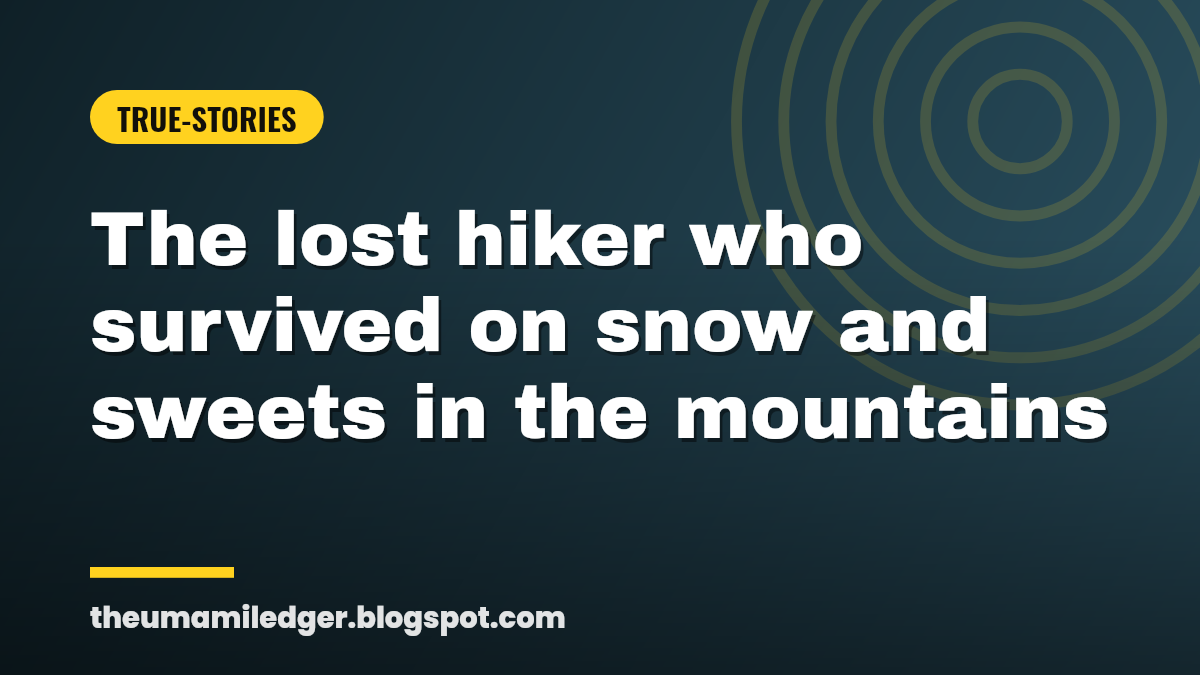 TRUE-STORIES
The lost hiker who
survived on snow and
sweets in the mountains
theumamiledger.blogspot.com